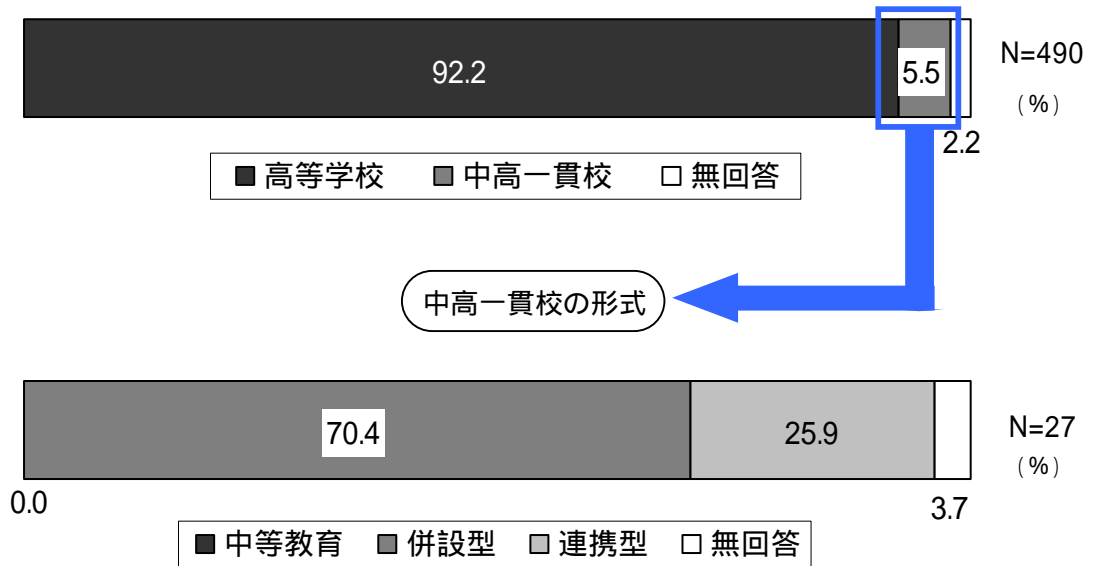 92.2
5.5
N=490
(%)
2.2
■高等学校 ■中高一貫校 □無回答
中高一貫校の形式
70.4
25.9
N=27
(%)
0.0
3.7
■中等教育 ■併設型 ■連携型 □無回答